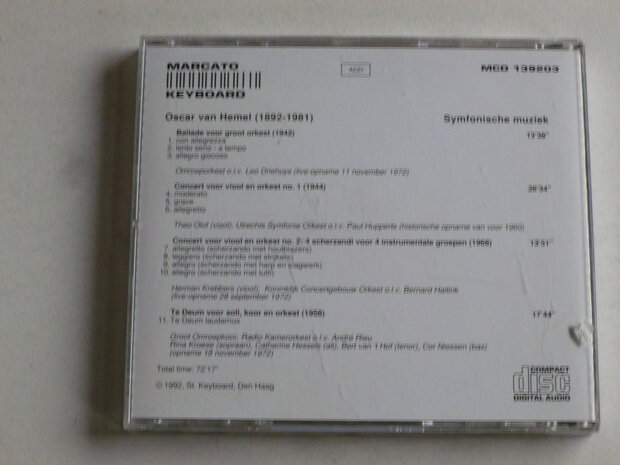 MARCATO
ADD
MCD 139203
KEYBOARD
Oscar van Hemel (1892-1981) Symfonische muziek
Ballade voor groot orkest (1942) 13'38"
1. con allegrezza
2. lento serio - a tempo
3. allegro giocoso
Omroeporkest o.l.v. Leo Driehuys (live-opname 11 november 1972)
Concert voor viool en orkest no. 1 (1944) 26'34"
4. moderato
5. grave
6. allegretto
Theo Olof (viool), Utrechts Symfonie Orkest o.l.v. Paul Hupperts (historische opname van voor 1960)
Concert voor viool en orkest no. 2: 4 scherzandi voor 4 instrumentale groepen (1968) 13'51"
7. allegretto (scherzando met houtblazers)
8. leggiero (scherzando met strijkers)
9. allegro (scherzando met harp en slagwerk)
10. allegro (scherzando met tutti)
Herman Krebbers (viool), Koninklijk Concertgebouw Orkest o.l.v. Bernard Haitink
(live-opname 28 september 1972)
Te Deum voor soli, koor en orkest (1958) 17'44"
11. Te Deum laudamus
Groot Omroepkoor, Radio Kamerorkest o.l.v. André Rieu
Rina Kroese (sopraan), Catherine Hessels (alt), Bert van 't Hof (tenor), Cor Niessen (bas)
(opname 19 november 1972)
Total time: 72'17"
© 1992, St. Keyboard, Den Haag
COMPACT
disc
DIGITAL AUDIO